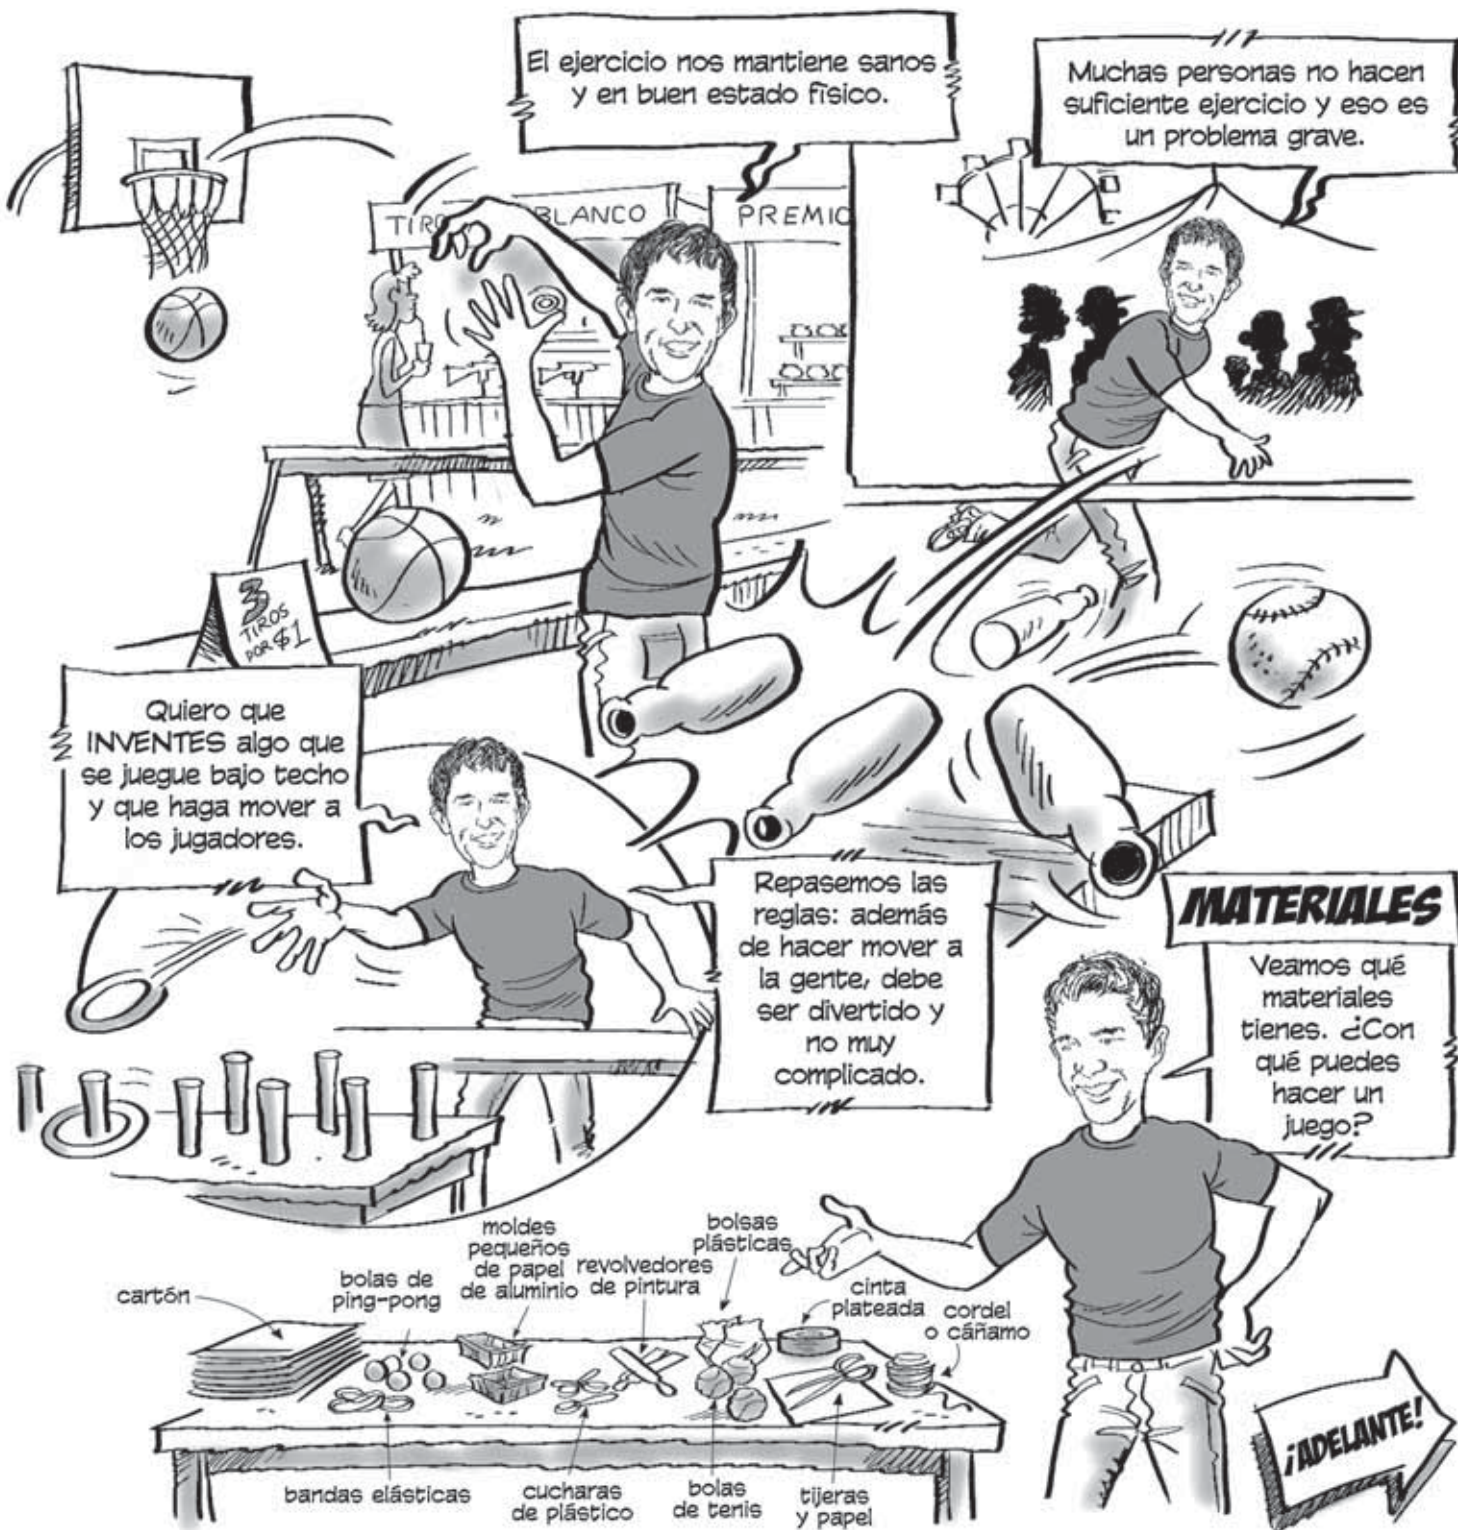 El ejercicio nos mantiene sanos
y en buen estado físico.
Muchas personas no hacen
suficiente ejercicio y eso es
un problema grave.
TIRO
BLANCO
PREMIO
3
TIROS
POR $1
Quiero que
INVENTES algo que
se juegue bajo techo
y que haga mover a
los jugadores.
Repasemos las
reglas: además
de hacer mover a
la gente, debe
ser divertido y
no muy
complicado.
MATERIALES
Veamos qué
materiales
tienes. ¿Con
qué puedes
hacer un
juego?
cartón
bolas de
ping-pong
moldes
pequeños
de papel
de aluminio
revolvedores
de pintura
bolsas
plásticas
cinta
plateada
cordel
o cáñamo
bandas elásticas
cucharas
de plástico
bolas
de tenis
tijeras
y papel
¡ADELANTE!